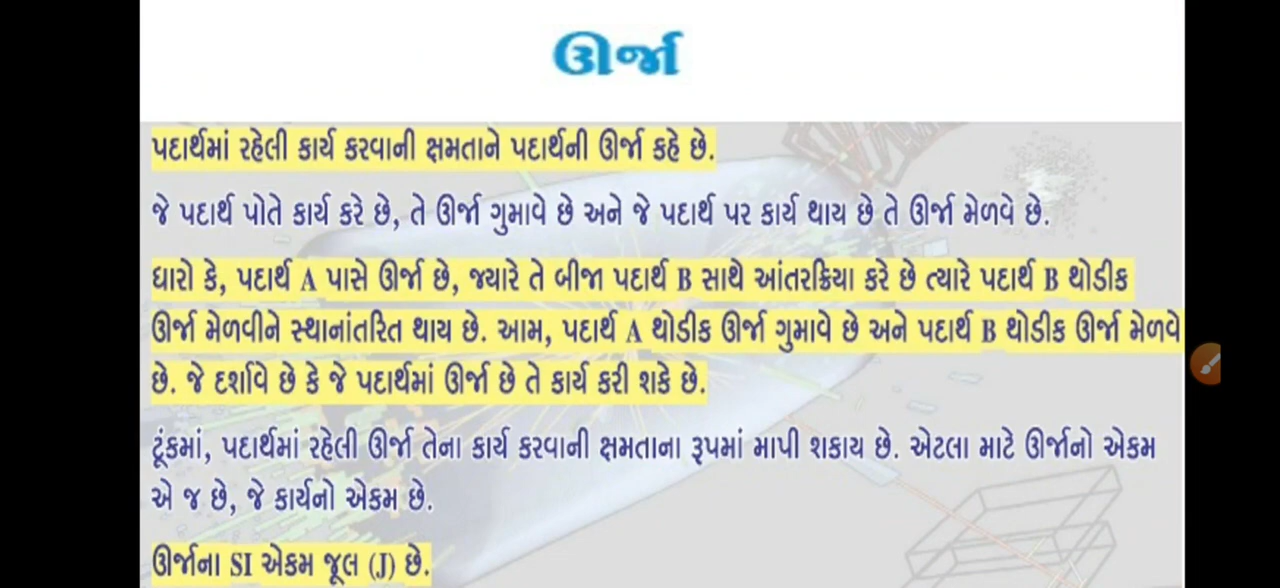 ઊર્જા
પદાર્થમાં રહેલી કાર્ય કરવાની ક્ષમતાને પદાર્થની ઊર્જા કહે છે.
જે પદાર્થ પોતે કાર્ય કરે છે, તે ઊર્જા ગુમાવે છે અને જે પદાર્થ પર કાર્ય થાય છે તે ઊર્જા મેળવે છે.
ધારો કે, પદાર્થ A પાસે ઊર્જા છે, જ્યારે તે બીજા પદાર્થ B સાથે આંતરક્રિયા કરે છે ત્યારે પદાર્થ B થોડીક
ઊર્જા મેળવીને સ્થાનાંતરિત થાય છે. આમ, પદાર્થ A થોડીક ઊર્જા ગુમાવે છે અને પદાર્થ B થોડીક ઊર્જા મેળવે
છે. જે દર્શાવે છે કે જે પદાર્થમાં ઊર્જા છે તે કાર્ય કરી શકે છે.
ટૂંકમાં, પદાર્થમાં રહેલી ઊર્જા તેના કાર્ય કરવાની ક્ષમતાના રૂપમાં માપી શકાય છે. એટલા માટે ઊર્જાનો એકમ
એ જ છે, જે કાર્યનો એકમ છે.
ઊર્જાના SI એકમ જૂલ (J) છે.